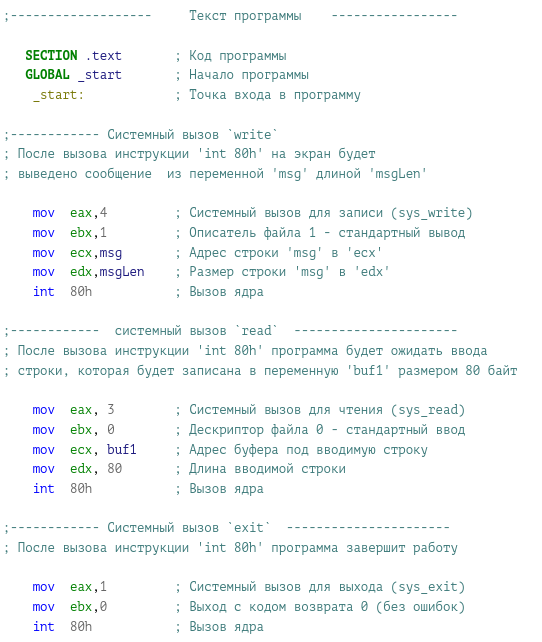 ;-------------------     Текст программы    -----------------
SECTION .text       ; Код программы
GLOBAL _start       ; Начало программы
_start:            ; Точка входа в программу
;------------ Системный вызов `write`
; После вызова инструкции 'int 80h' на экран будет
; выведено сообщение  из переменной 'msg' длиной 'msgLen'
mov  eax,4         ; Системный вызов для записи (sys_write)
mov  ebx,1         ; Описатель файла 1 - стандартный вывод
mov  ecx,msg       ; Адрес строки 'msg' в 'ecx'
mov  edx,msgLen    ; Размер строки 'msg' в 'edx'
int  80h           ; Вызов ядра
;------------  системный вызов `read`  ----------------------
; После вызова инструкции 'int 80h' программа будет ожидать ввода
; строки, которая будет записана в переменную 'buf1' размером 80 байт
mov  eax, 3        ; Системный вызов для чтения (sys_read)
mov  ebx, 0        ; Дескриптор файла 0 - стандартный ввод
mov  ecx, buf1     ; Адрес буфера под вводимую строку
mov  edx, 80       ; Длина вводимой строки
int  80h           ; Вызов ядра
;------------ Системный вызов `exit`  ----------------------
; После вызова инструкции 'int 80h' программа завершит работу
mov  eax,1         ; Системный вызов для выхода (sys_exit)
mov  ebx,0         ; Выход с кодом возврата 0 (без ошибок)
int  80h           ; Вызов ядра